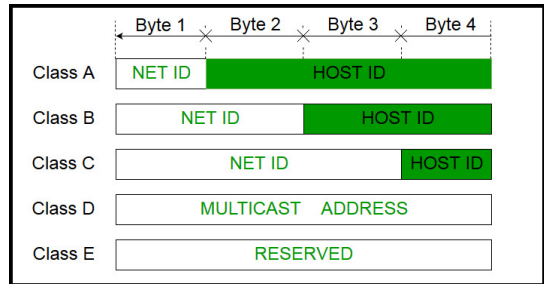 Byte 1 Byte 2 Byte 3 Byte 4
Class A NET ID HOST ID
Class B NET ID HOST ID
Class C NET ID HOST ID
Class D MULTICAST ADDRESS
Class E RESERVED